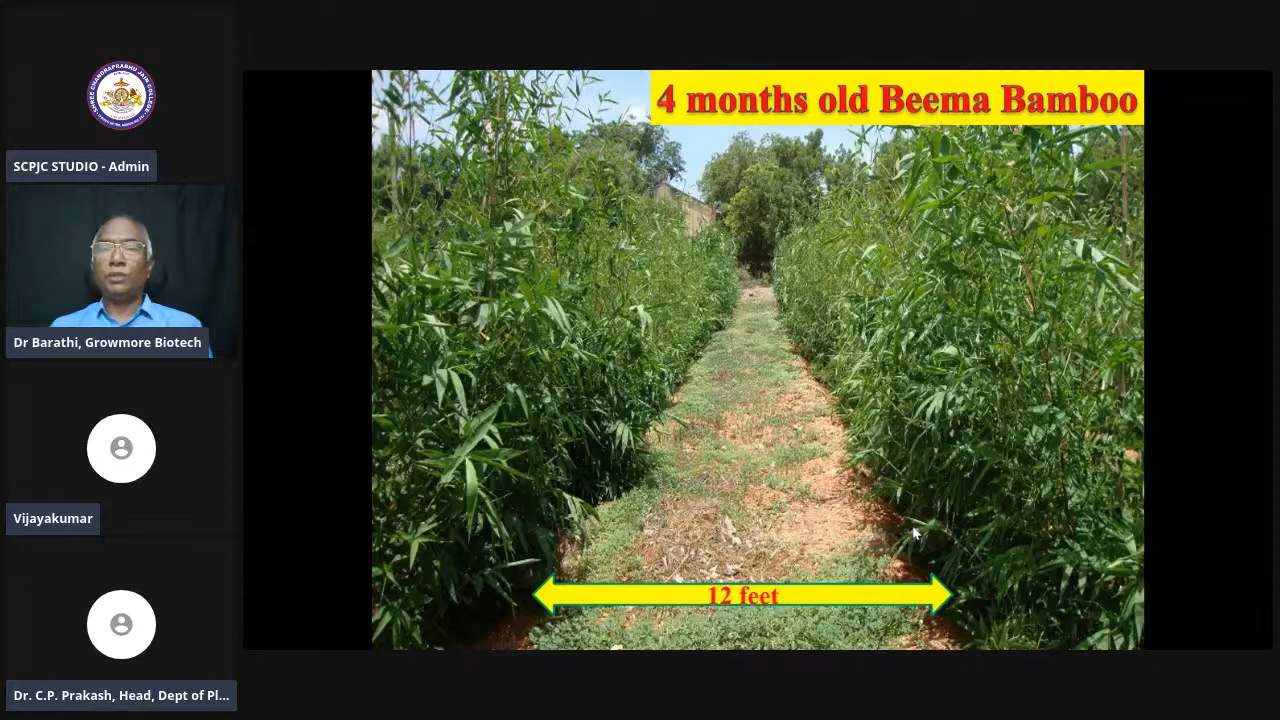 4 months old Beema Bamboo
SCPJC STUDIO - Admin
Dr Barathi, Growmore Biotech
Vijayakumar
12 feet
Dr. C.P. Prakash, Head, Dept of Pl...